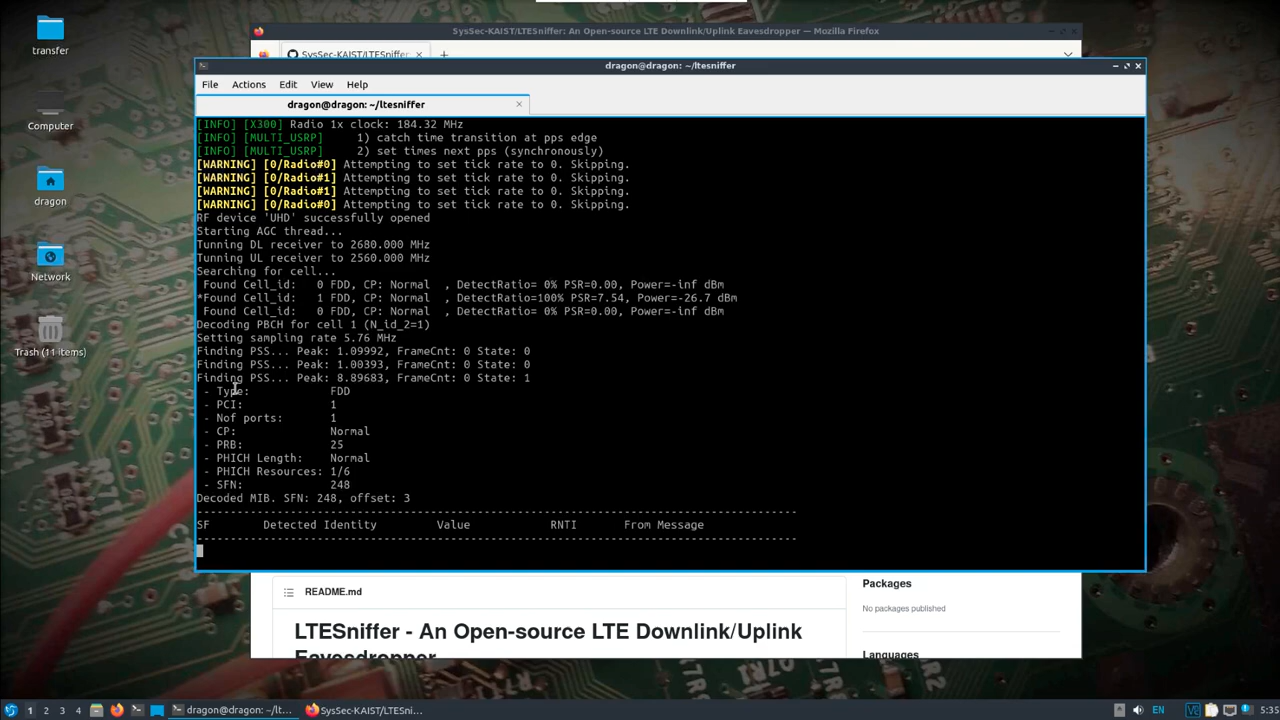 SysSec-KAIST/LTESniffer: An Open-source LTE Downlink/Uplink Eavesdropper — Mozilla Firefox
SysSec-KAIST/LTESniffer
dragon@dragon: ~/ltesniffer
File Actions Edit View Help
dragon@dragon: ~/ltesniffer
[INFO] [X300] Radio 1x clock: 184.32 MHz
[INFO] [MULTI_USRP]     1) catch time transition at pps edge
[INFO] [MULTI_USRP]     2) set times next pps (synchronously)
[WARNING] [0/Radio#0] Attempting to set tick rate to 0. Skipping.
[WARNING] [0/Radio#1] Attempting to set tick rate to 0. Skipping.
[WARNING] [0/Radio#1] Attempting to set tick rate to 0. Skipping.
[WARNING] [0/Radio#0] Attempting to set tick rate to 0. Skipping.
RF device 'UHD' successfully opened
Starting AGC thread...
Tunning DL receiver to 2680.000 MHz
Tunning UL receiver to 2560.000 MHz
Searching for cell...
Found Cell_id:   0 FDD, CP: Normal  , DetectRatio= 0% PSR=0.00, Power=-inf dBm
*Found Cell_id:   1 FDD, CP: Normal  , DetectRatio=100% PSR=7.54, Power=-26.7 dBm
Found Cell_id:   0 FDD, CP: Normal  , DetectRatio= 0% PSR=0.00, Power=-inf dBm
Decoding PBCH for cell 1 (N_id_2=1)
Setting sampling rate 5.76 MHz
Finding PSS... Peak: 1.09992, FrameCnt: 0 State: 0
Finding PSS... Peak: 1.00393, FrameCnt: 0 State: 0
Finding PSS... Peak: 8.89683, FrameCnt: 0 State: 1
- Type:            FDD
- PCI:             1
- Nof ports:       1
- CP:              Normal
- PRB:             25
- PHICH Length:    Normal
- PHICH Resources: 1/6
- SFN:             248
Decoded MIB. SFN: 248, offset: 3
------------------------------------------------------------------------------------------
SF        Detected Identity         Value            RNTI       From Message
------------------------------------------------------------------------------------------
README.md
LTESniffer - An Open-source LTE Downlink/Uplink
Eavesdropper
Packages
No packages published
Languages
transfer
Computer
dragon
Network
Trash (11 items)
1 2 3 4
dragon@dragon: ~/lt...
SysSec-KAIST/LTESni...
EN
5:35